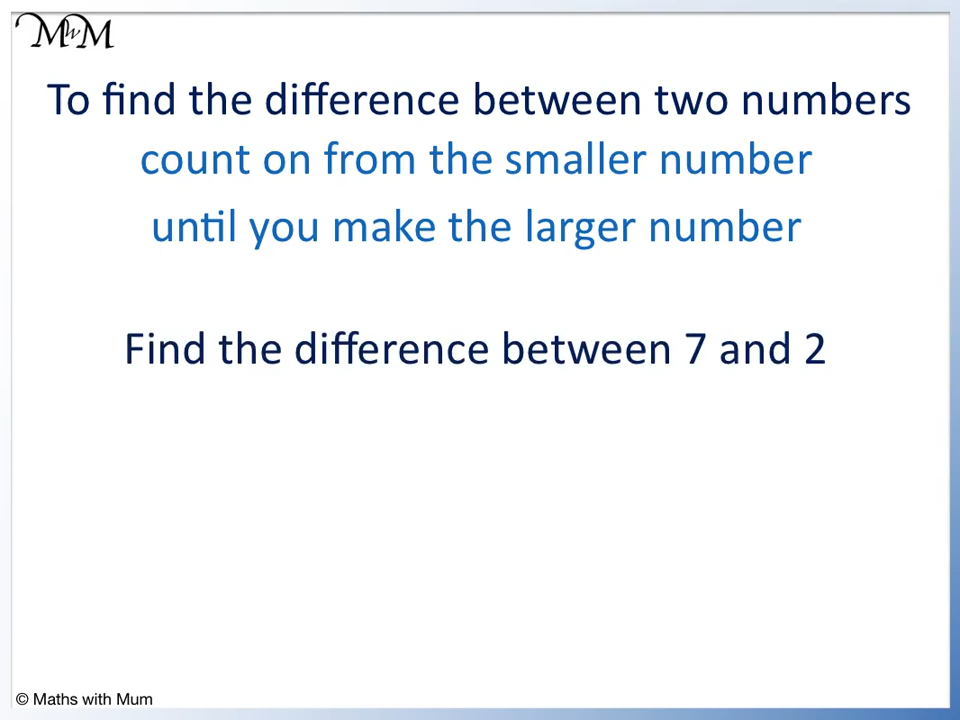 MwM
To find the difference between two numbers
count on from the smaller number
until you make the larger number
Find the difference between 7 and 2
© Maths with Mum